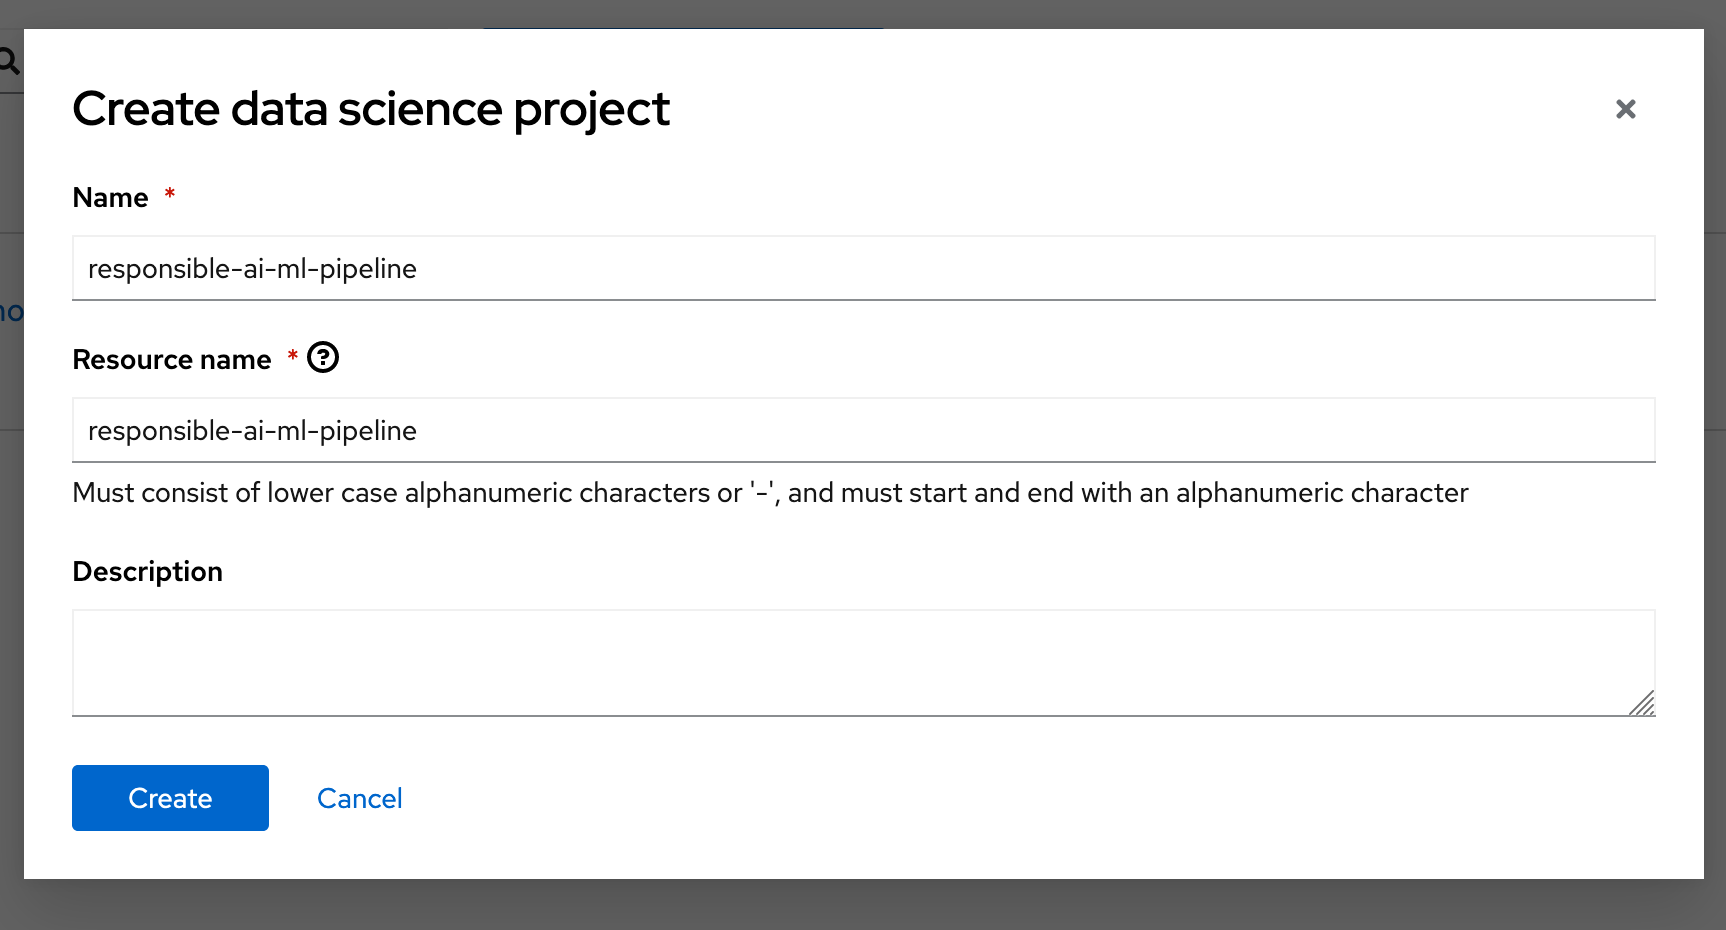 Create data science project
Name *
responsible-ai-ml-pipeline
Resource name *
responsible-ai-ml-pipeline
Must consist of lower case alphanumeric characters or '-', and must start and end with an alphanumeric character
Description
Create Cancel